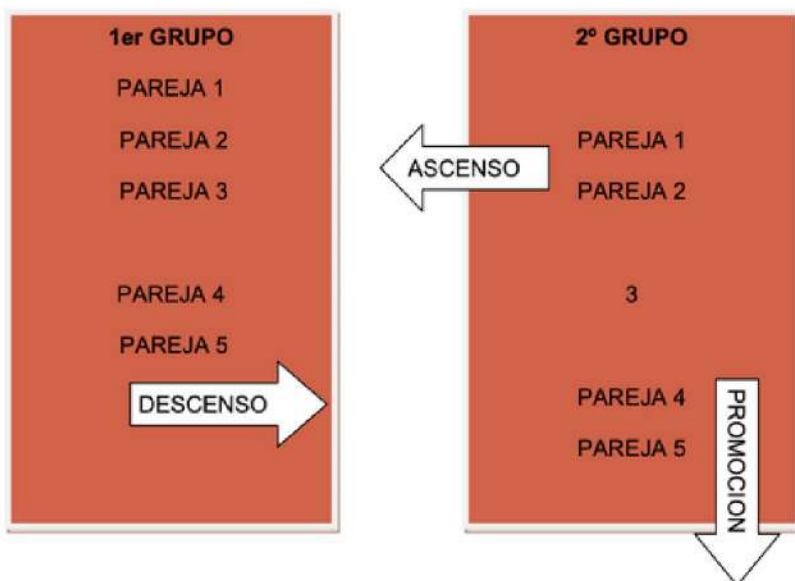 1er GRUPO
PAREJA 1
PAREJA 2
PAREJA 3
PAREJA 4
PAREJA 5
DESCENSO
ASCENSO
2º GRUPO
PAREJA 1
PAREJA 2
3
PAREJA 4
PAREJA 5
PROMOCION